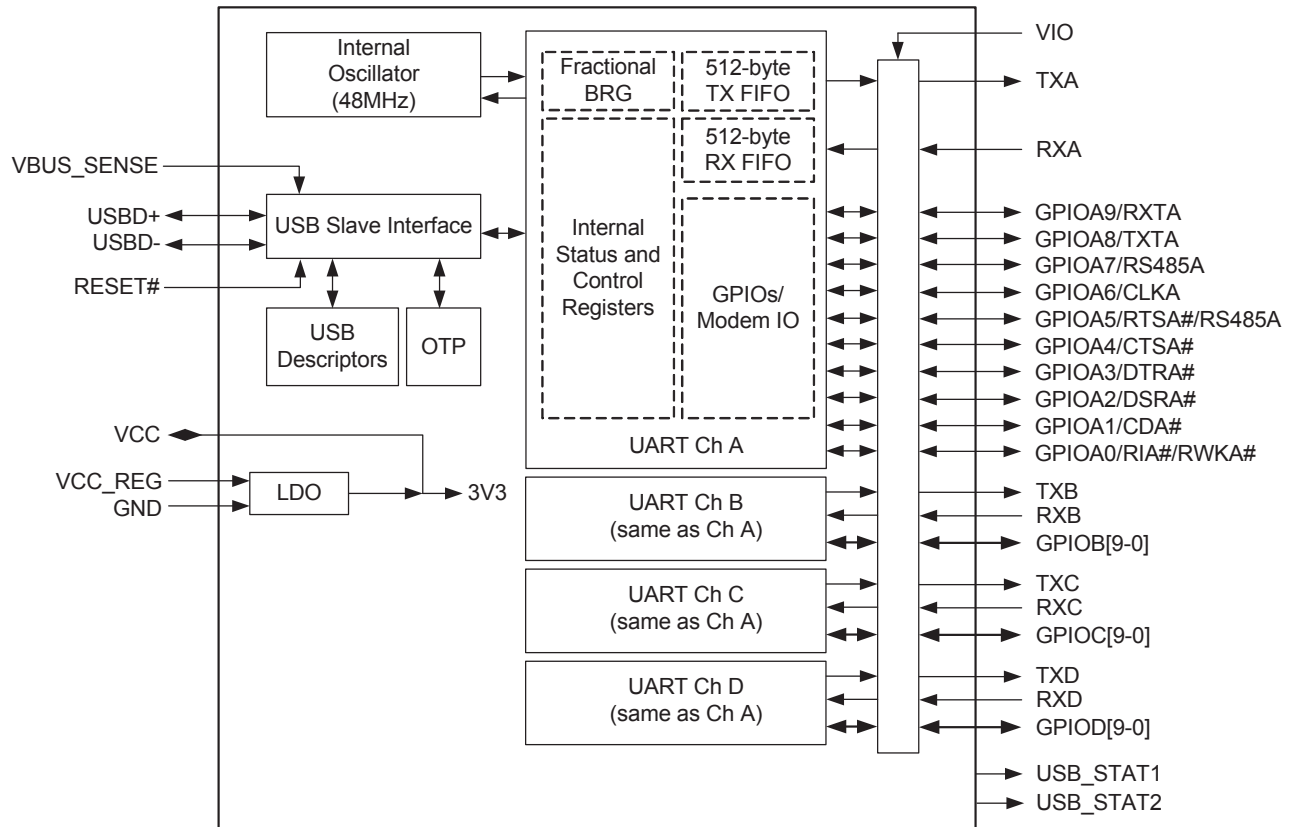 Internal
Oscillator
(48MHz)
Fractional
BRG
512-byte
TX FIFO
512-byte
RX FIFO
Internal
Status and
Control
Registers
GPIOs/
Modem IO
UART Ch A
VBUS_SENSE
USBD+
USBD-
RESET#
USB Slave Interface
USB
Descriptors
OTP
VCC
VCC_REG
GND
LDO
3V3
UART Ch B
(same as Ch A)
UART Ch C
(same as Ch A)
UART Ch D
(same as Ch A)
VIO
TXA
RXA
GPIOA9/RXTA
GPIOA8/TXTA
GPIOA7/RS485A
GPIOA6/CLKA
GPIOA5/RTSA#/RS485A
GPIOA4/CTSA#
GPIOA3/DTRA#
GPIOA2/DSRA#
GPIOA1/CDA#
GPIOA0/RIA#/RWKA#
TXB
RXB
GPIOB[9-0]
TXC
RXC
GPIOC[9-0]
TXD
RXD
GPIOD[9-0]
USB_STAT1
USB_STAT2